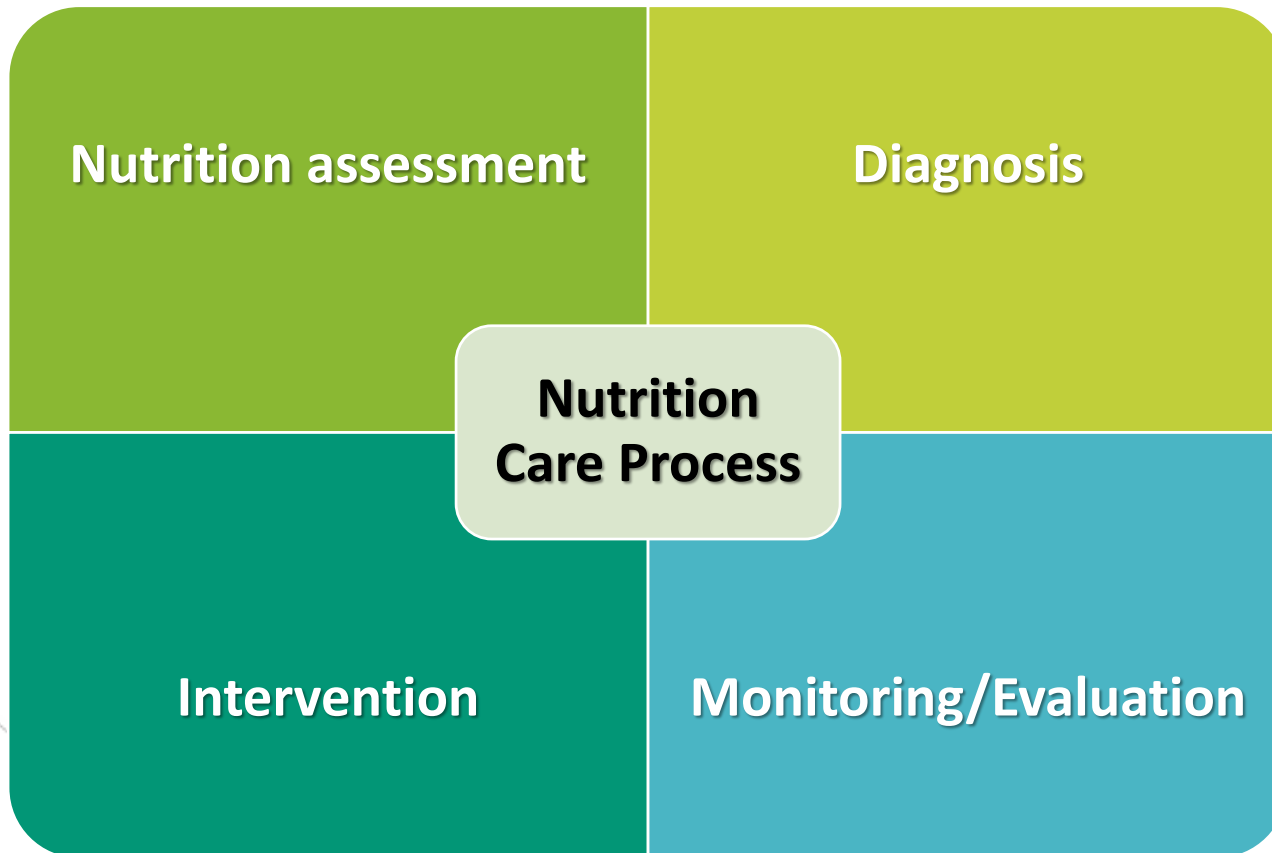 Nutrition assessment
Diagnosis
Nutrition
Care Process
Intervention
Monitoring/Evaluation